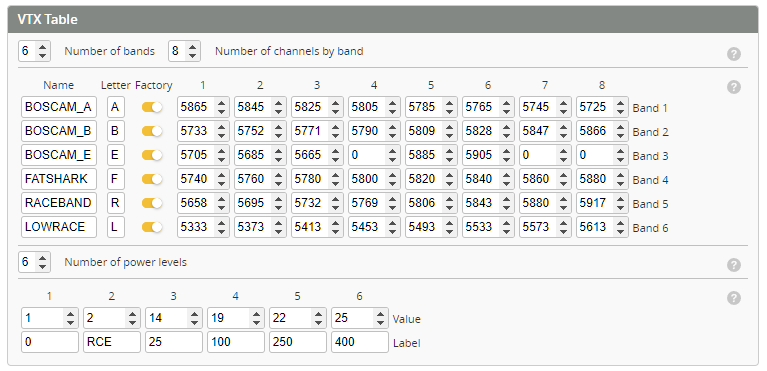 VTX Table
6 Number of bands 8 Number of channels by band ?
Name Letter Factory 1 2 3 4 5 6 7 8 ?
BOSCAM_A A 5865 5845 5825 5805 5785 5765 5745 5725 Band 1
BOSCAM_B B 5733 5752 5771 5790 5809 5828 5847 5866 Band 2
BOSCAM_E E 5705 5685 5665 0 5885 5905 0 0 Band 3
FATSHARK F 5740 5760 5780 5800 5820 5840 5860 5880 Band 4
RACEBAND R 5658 5695 5732 5769 5806 5843 5880 5917 Band 5
LOWRACE L 5333 5373 5413 5453 5493 5533 5573 5613 Band 6
6 Number of power levels ?
1 2 3 4 5 6 ?
1 2 14 19 22 25 Value
0 RCE 25 100 250 400 Label